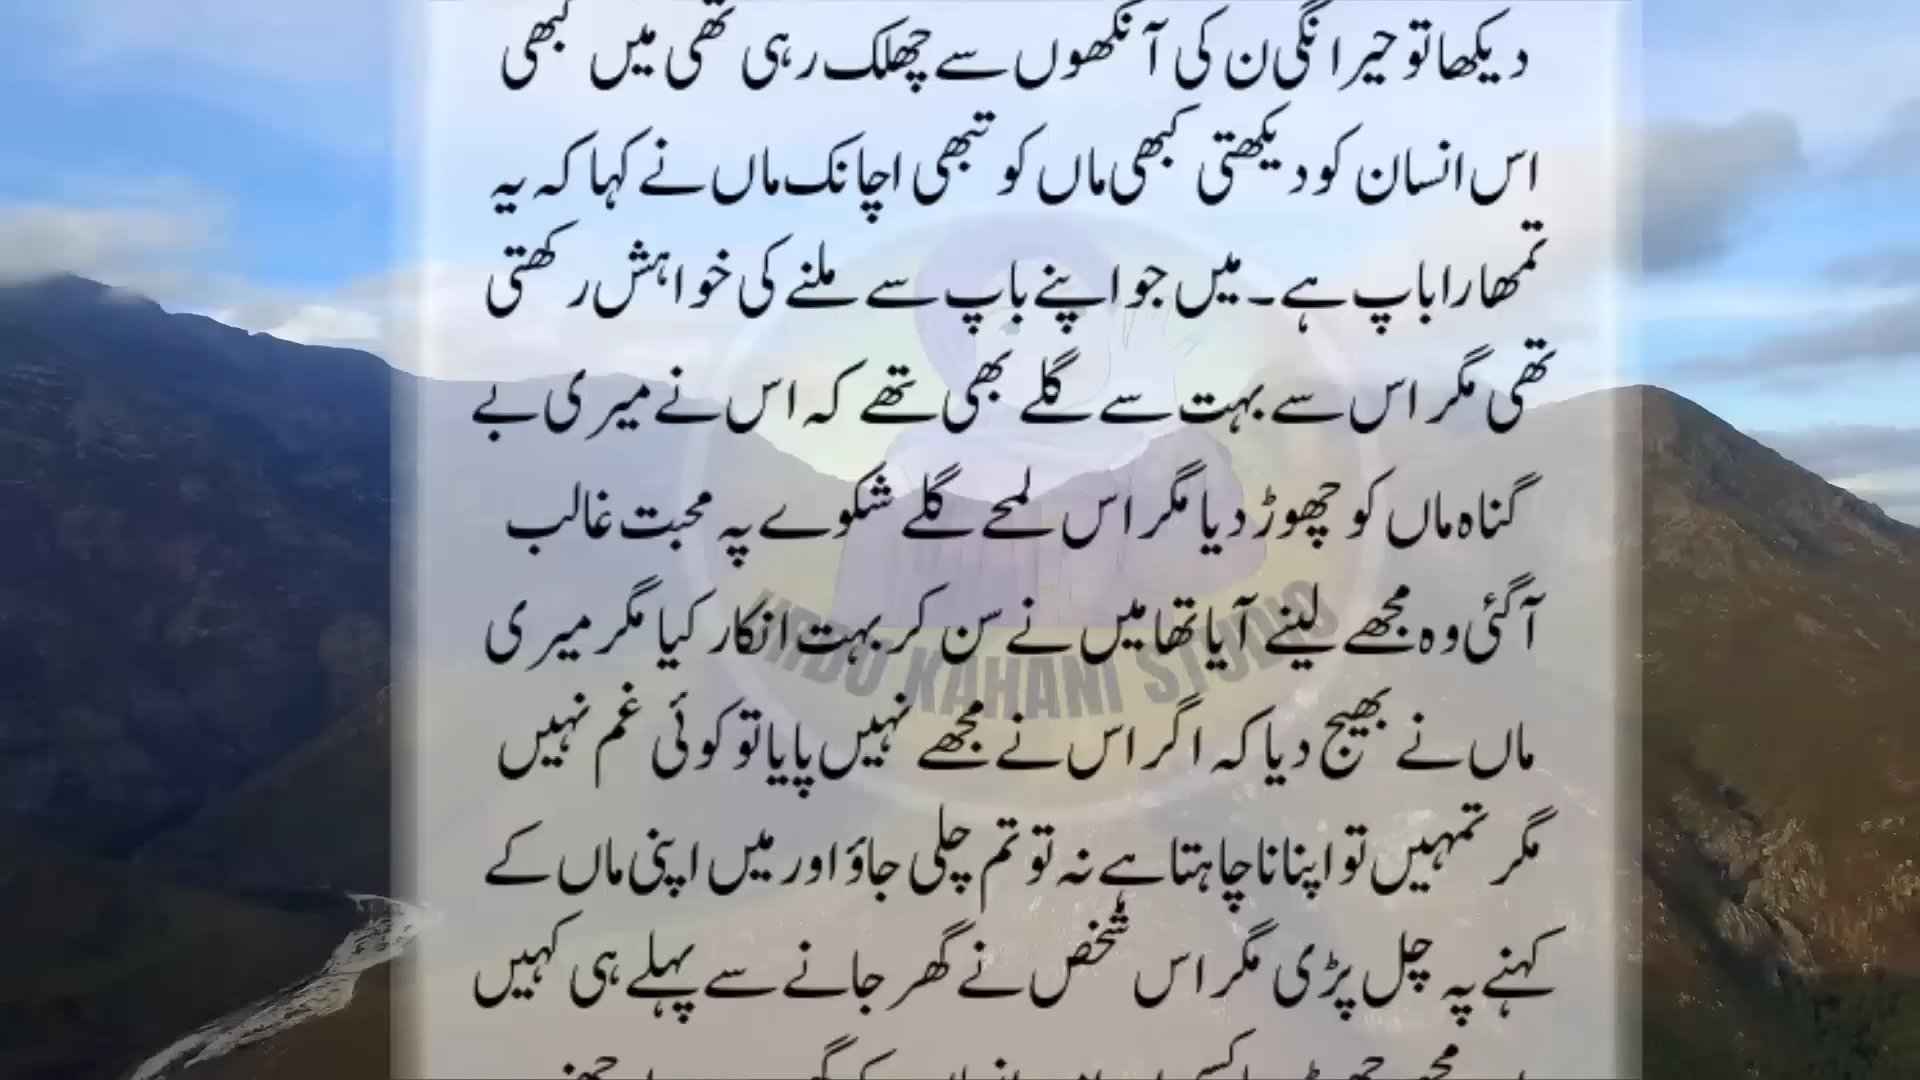 دیکھا تو حیرانگی ن کی آنکھوں سے چھلک رہی تھی میں کبھی
اس انسان کو دیکھتی کبھی ماں کو تبھی اچانک ماں نے کہا کہ یہ
تمھارا باپ ہے۔ میں جو اپنے باپ سے ملنے کی خواہش رکھتی
تھی مگر اس سے بہت سے گلے بھی تھے کہ اس نے میری بے
گناہ ماں کو چھوڑ دیا مگر اس لمحے گلے شکوے پہ محبت غالب
آ گئی وہ مجھے لینے آیا تھا میں نے سن کر بہت انکار کیا مگر میری
ماں نے بھیج دیا کہ اگر اس نے مجھے نہیں پایا تو کوئی غم نہیں
مگر تمہیں تو اپنانا چاہتا ہے نہ تو تم چلی جاؤ اور میں اپنی ماں کے
کہنے پہ چل پڑی مگر اس شخص نے گھر جانے سے پہلے ہی کہیں
URDU KAHANI STUDIO